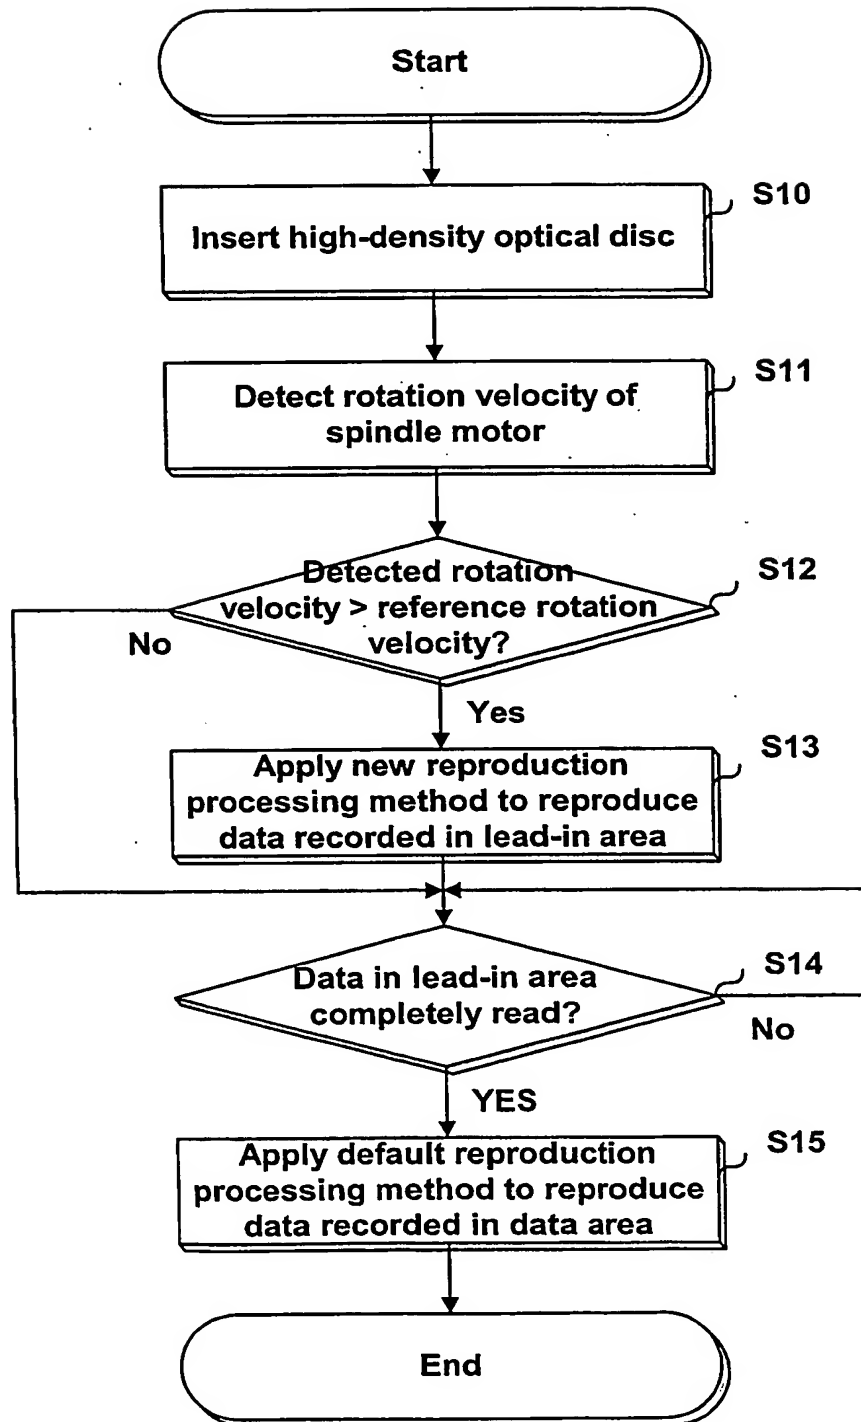 Start
S10
Insert high-density optical disc
S11
Detect rotation velocity of
spindle motor
S12
Detected rotation
velocity > reference rotation
velocity?
No
Yes
S13
Apply new reproduction
processing method to reproduce
data recorded in lead-in area
S14
Data in lead-in area
completely read?
No
YES
S15
Apply default reproduction
processing method to reproduce
data recorded in data area
End